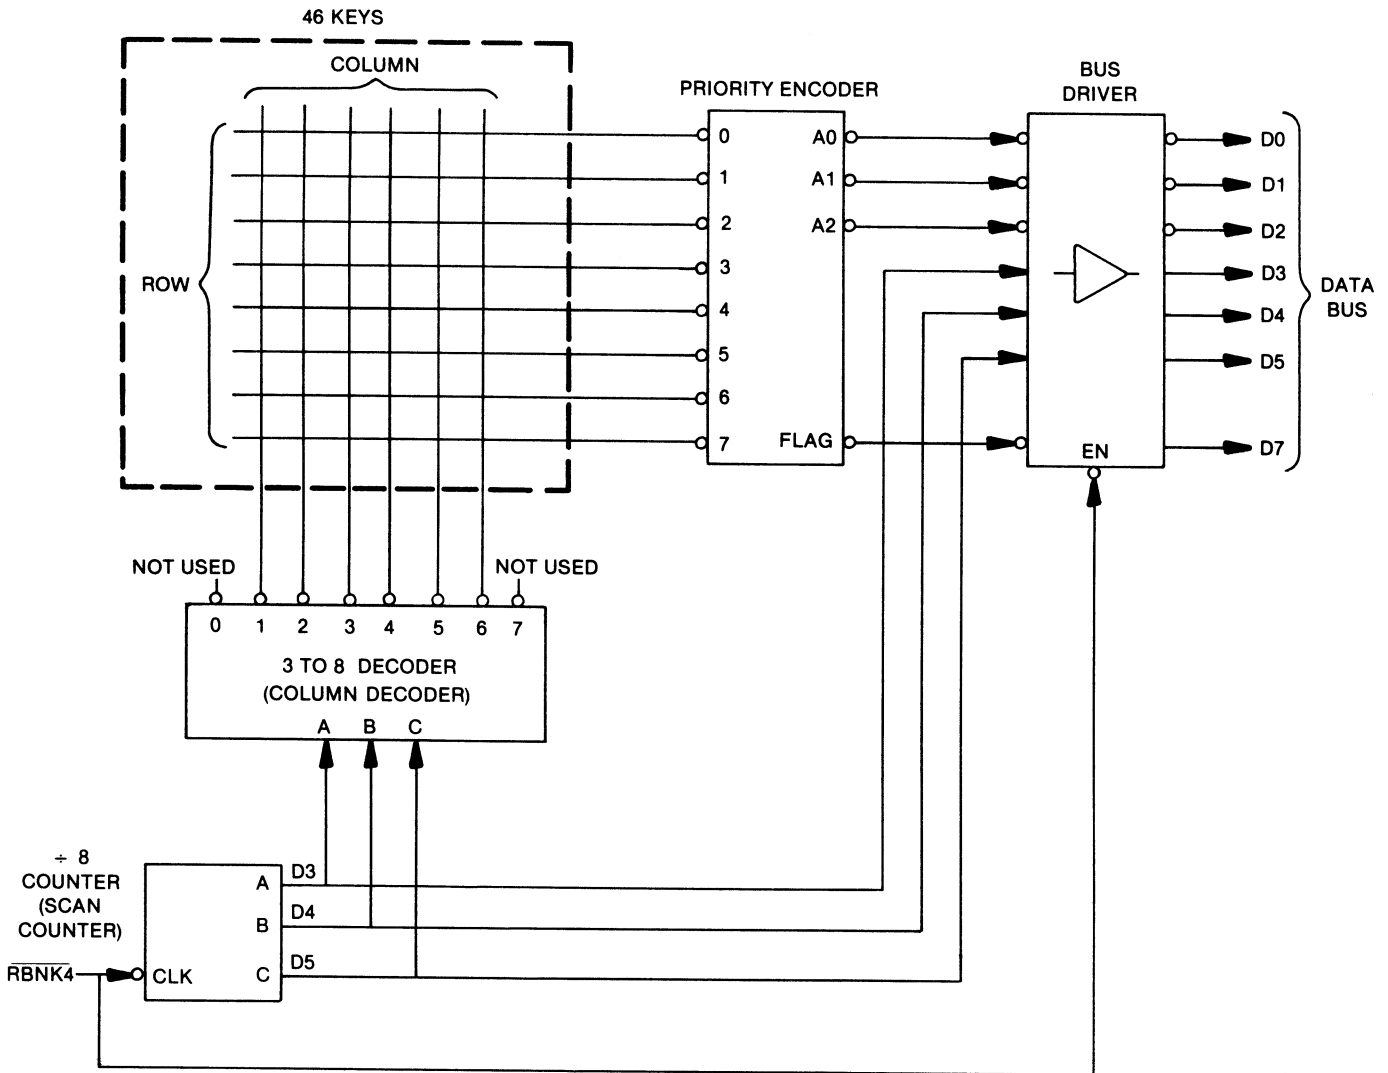 46 KEYS
COLUMN
ROW
PRIORITY ENCODER
0
1
2
3
4
5
6
7
A0
A1
A2
FLAG
BUS
DRIVER
EN
D0
D1
D2
D3
D4
D5
D7
DATA
BUS
NOT USED
NOT USED
0 1 2 3 4 5 6 7
3 TO 8 DECODER
(COLUMN DECODER)
A B C
÷ 8
COUNTER
(SCAN
COUNTER)
RBNK4
CLK
A
B
C
D3
D4
D5